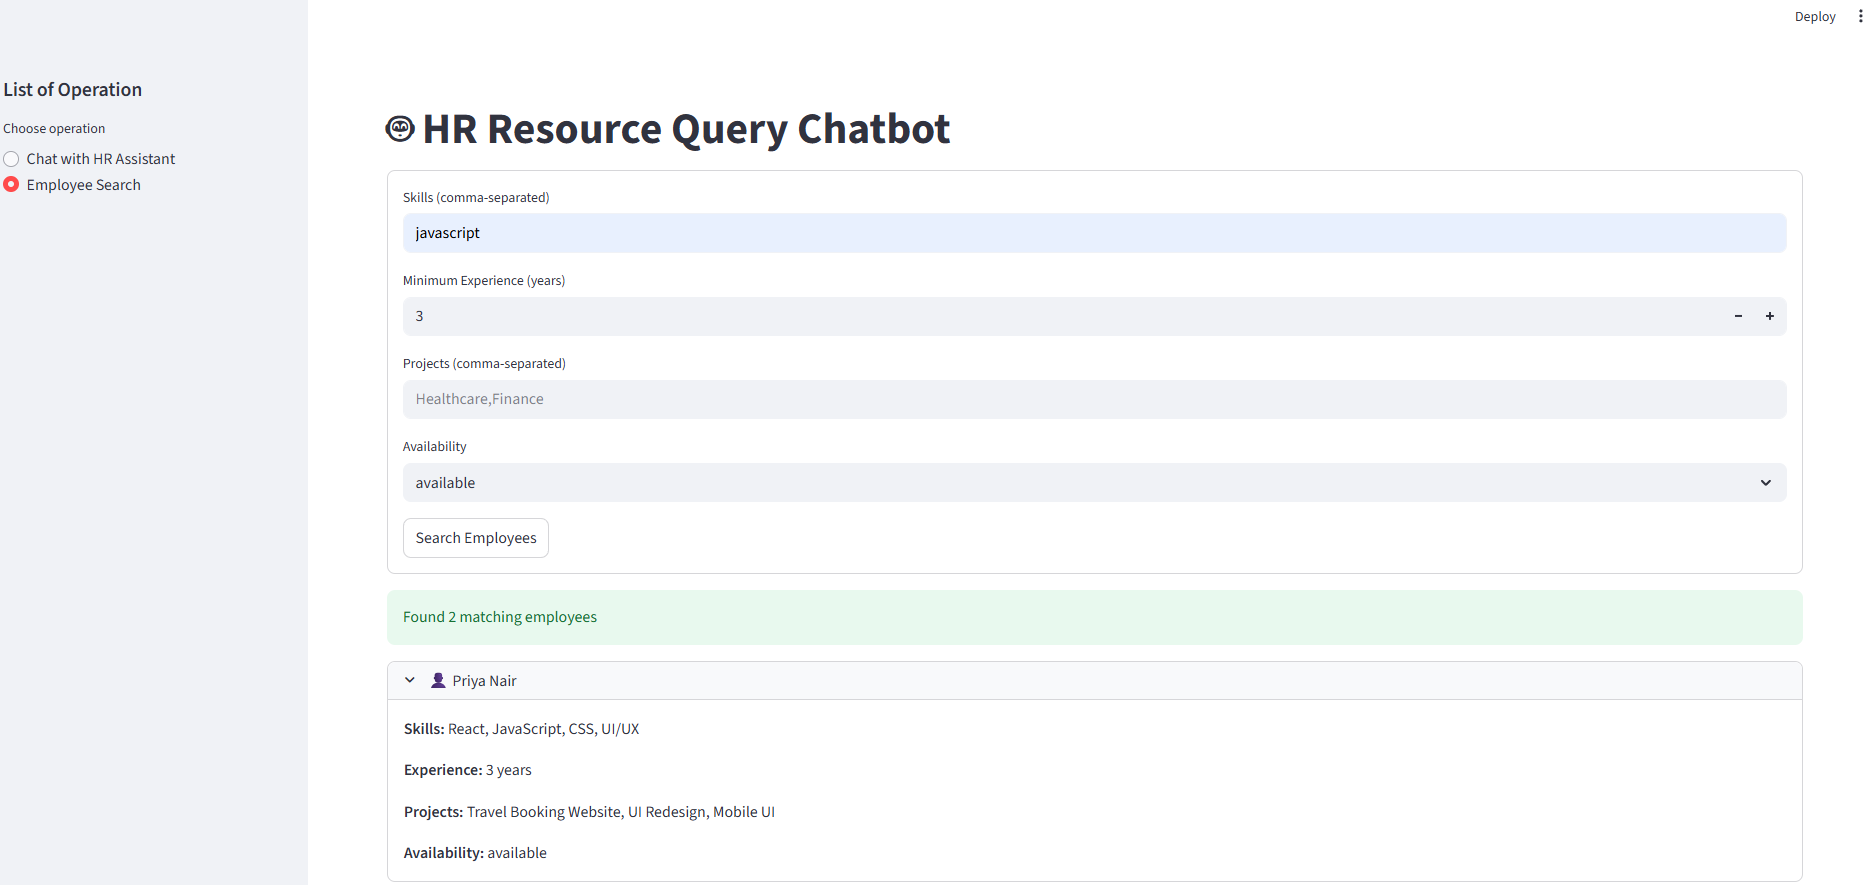 Deploy
List of Operation
Choose operation
Chat with HR Assistant
Employee Search
HR Resource Query Chatbot
Skills (comma-separated)
javascript
Minimum Experience (years)
3
Projects (comma-separated)
Healthcare,Finance
Availability
available
Search Employees
Found 2 matching employees
Priya Nair
Skills: React, JavaScript, CSS, UI/UX
Experience: 3 years
Projects: Travel Booking Website, UI Redesign, Mobile UI
Availability: available